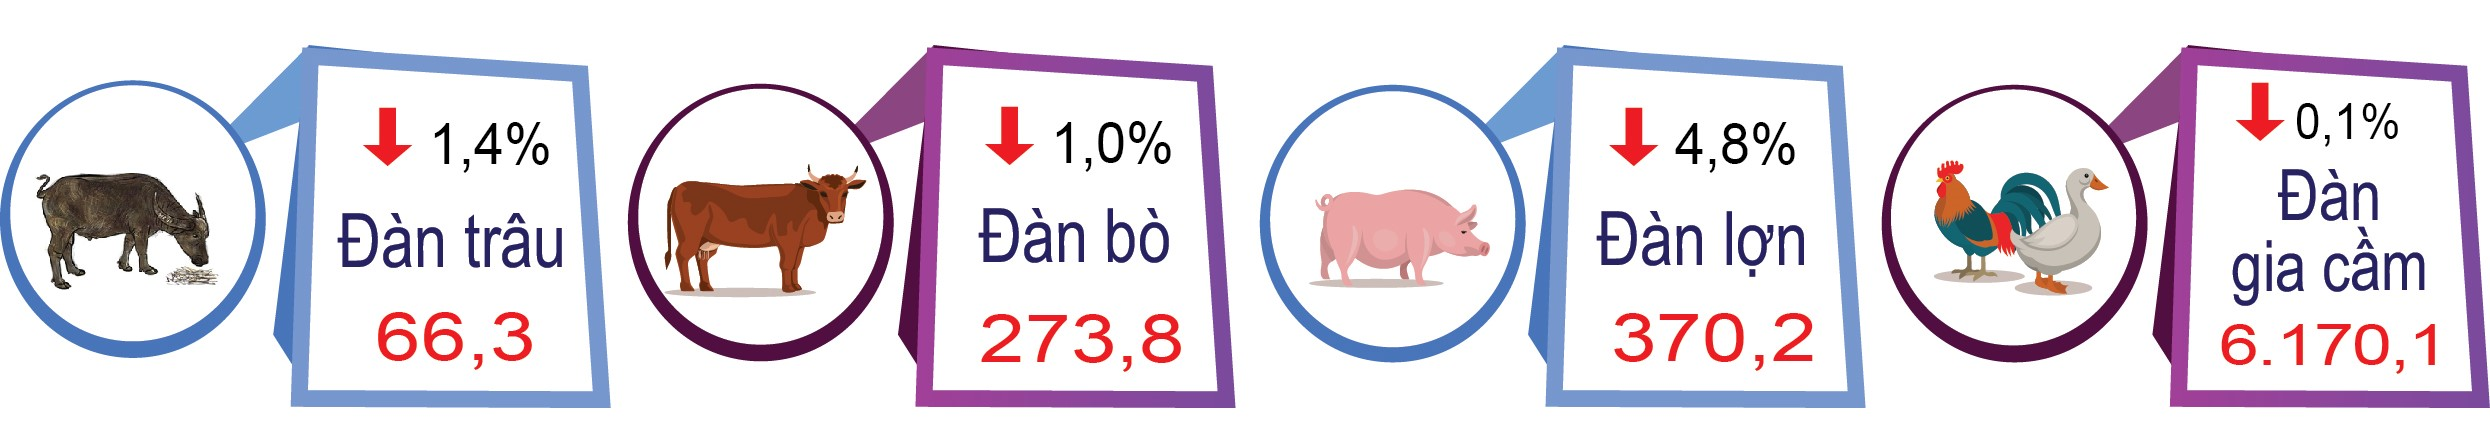 1,4%
Đàn trâu
66,3
1,0%
Đàn bò
273,8
4,8%
Đàn lợn
370,2
0,1%
Đàn
gia cầm
6.170,1